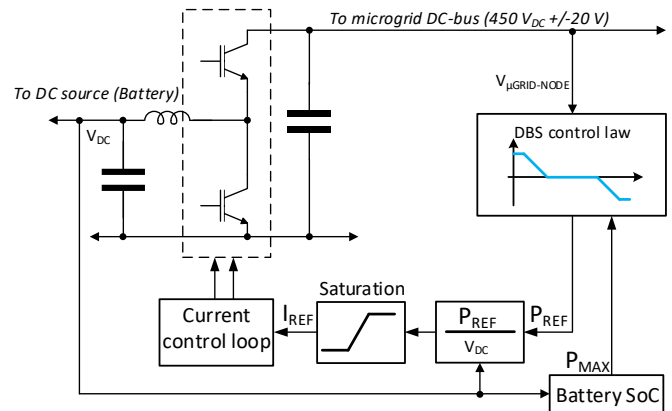 To microgrid DC-bus (450 VDC +/-20 V)
To DC source (Battery)
VDC
VµGRID-NODE
DBS control law
Saturation
Current
control loop
IREF
PREF
VDC
PREF
PMAX
Battery SoC